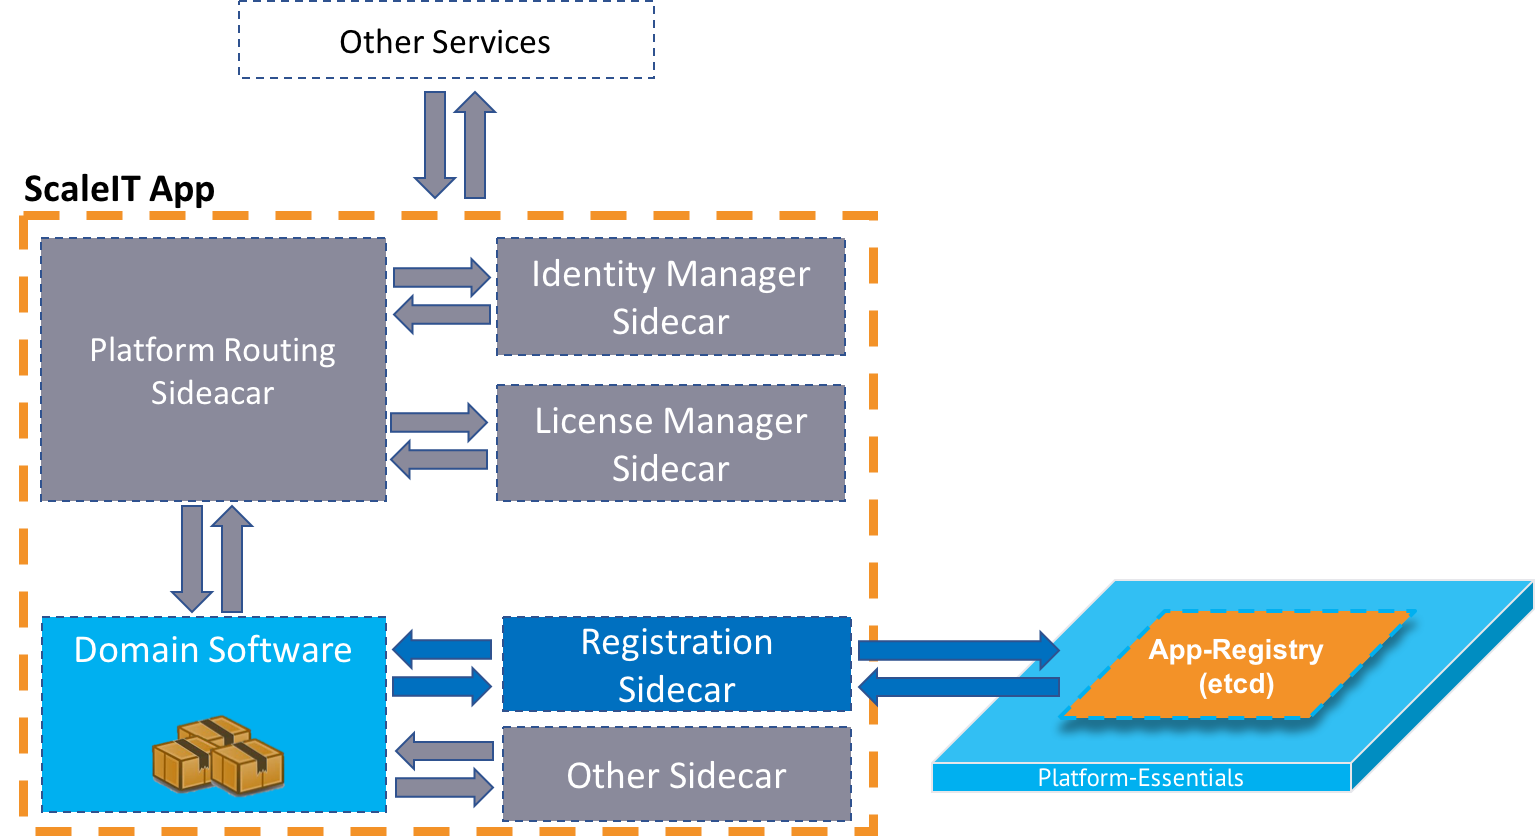 Other Services
ScaleIT App
Platform Routing
Sideacar
Identity Manager
Sidecar
License Manager
Sidecar
Domain Software
Registration
Sidecar
Other Sidecar
App-Registry
(etcd)
Platform-Essentials